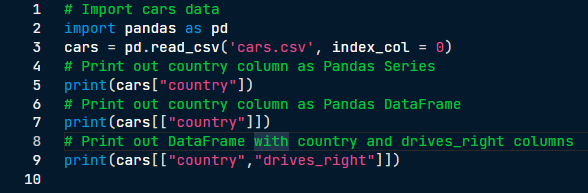 1 # Import cars data
2 import pandas as pd
3 cars = pd.read_csv('cars.csv', index_col = 0)
4 # Print out country column as Pandas Series
5 print(cars["country"])
6 # Print out country column as Pandas DataFrame
7 print(cars[["country"]])
8 # Print out DataFrame with country and drives_right columns
9 print(cars[["country","drives_right"]])
10